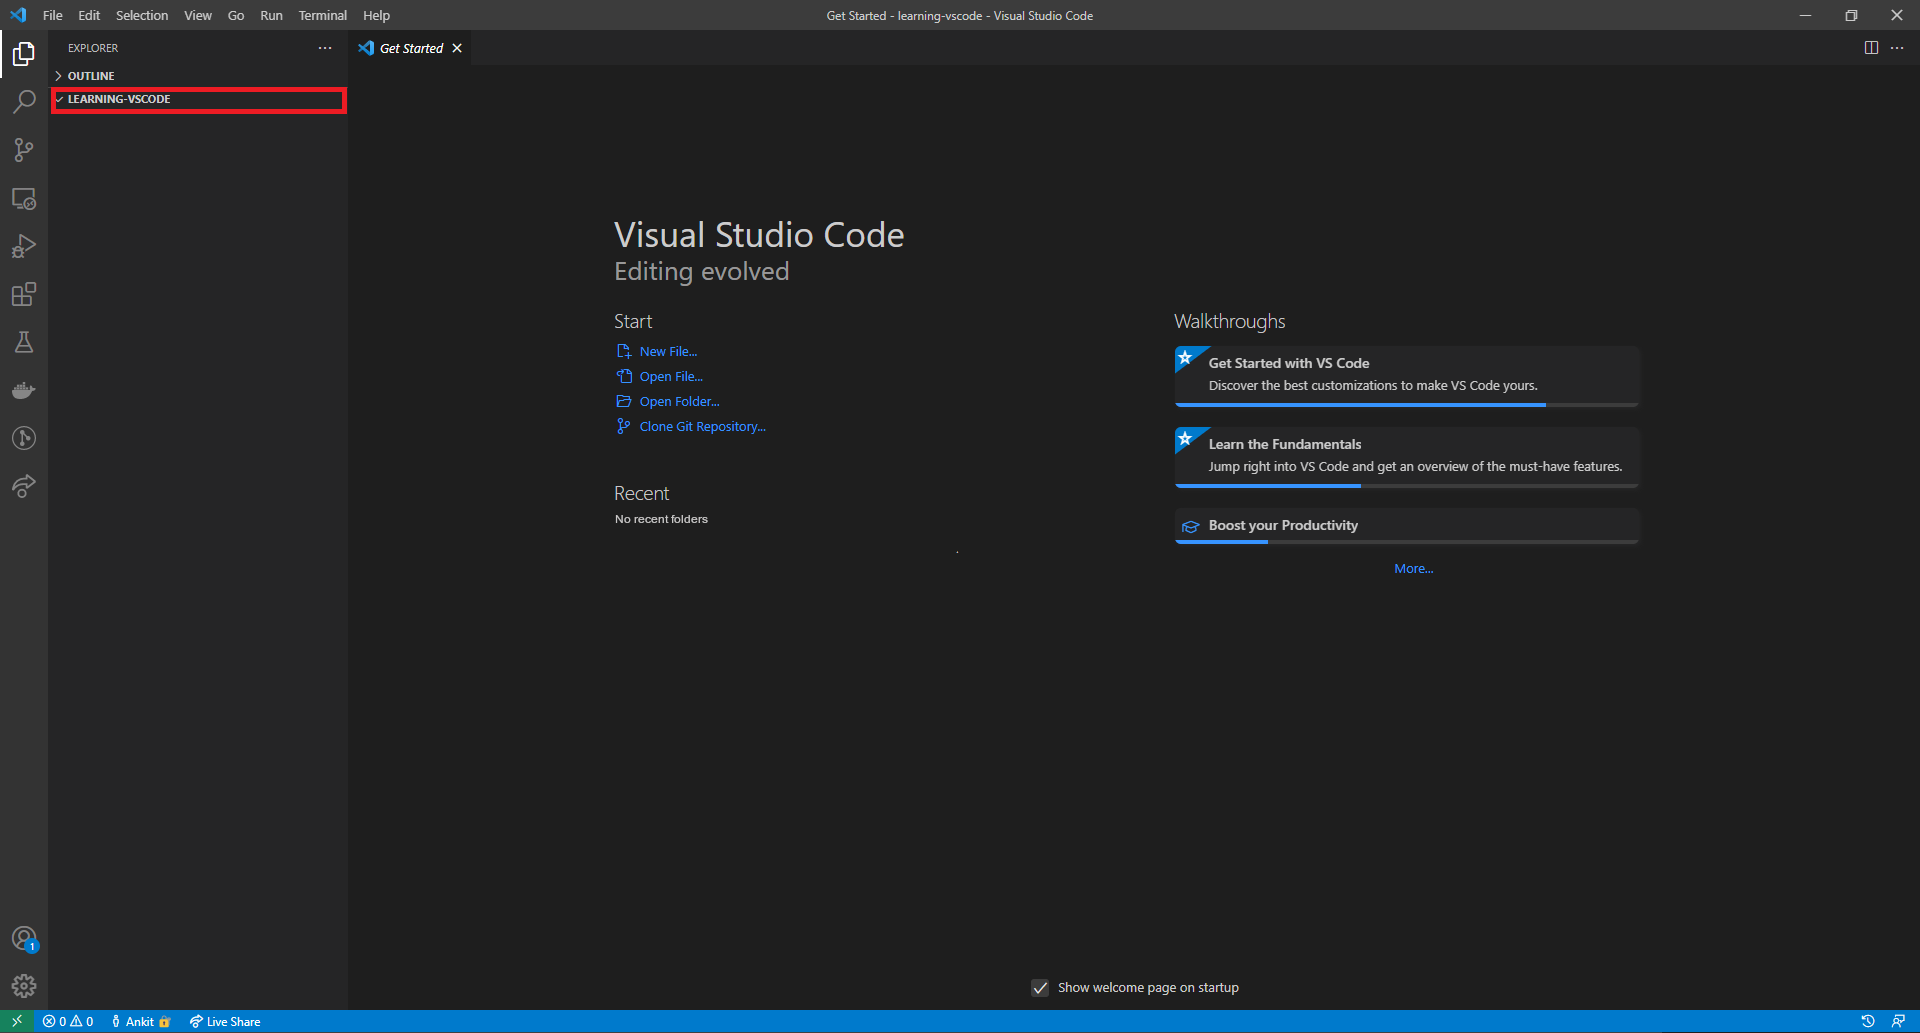 File Edit Selection View Go Run Terminal Help
Get Started - learning-vscode - Visual Studio Code
EXPLORER
Get Started
OUTLINE
LEARNING-VSCODE
Visual Studio Code
Editing evolved
Start
New File...
Open File...
Open Folder...
Clone Git Repository...
Recent
No recent folders
Walkthroughs
Get Started with VS Code
Discover the best customizations to make VS Code yours.
Learn the Fundamentals
Jump right into VS Code and get an overview of the must-have features.
Boost your Productivity
More...
1
Show welcome page on startup
0 0 Ankit Live Share